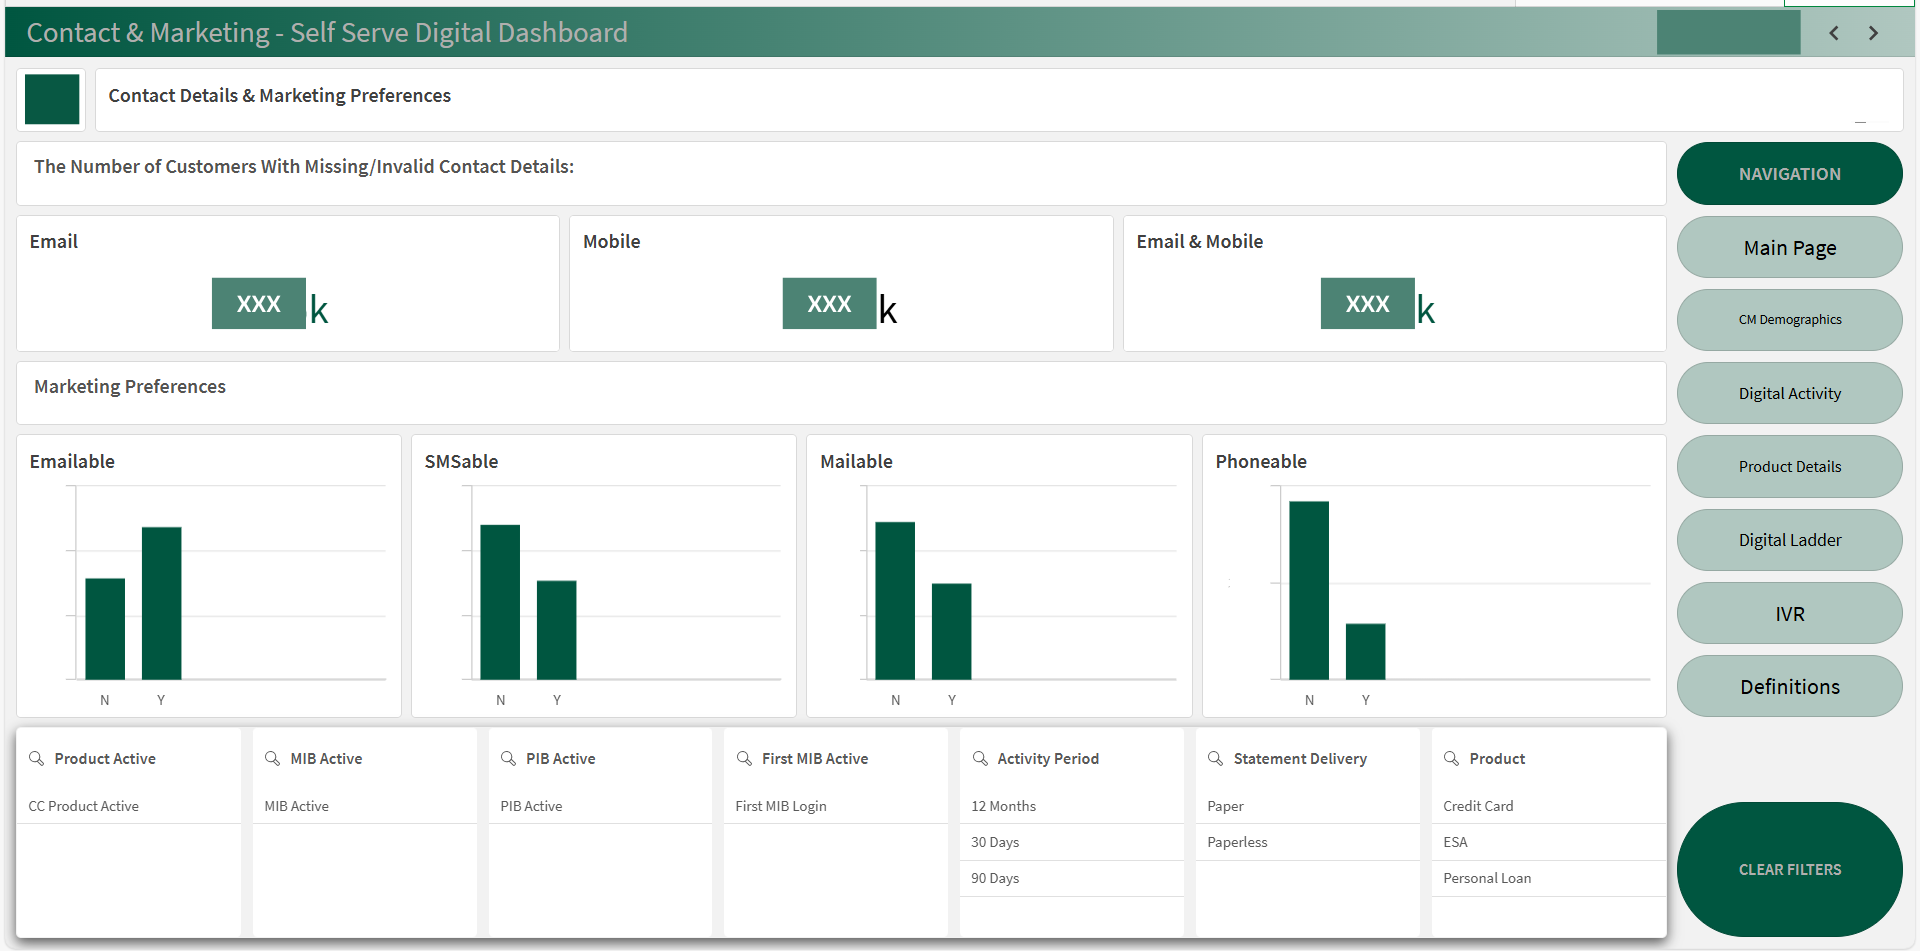 Contact & Marketing - Self Serve Digital Dashboard
Contact Details & Marketing Preferences
The Number of Customers With Missing/Invalid Contact Details:
NAVIGATION
Email
XXX k
Mobile
XXX k
Email & Mobile
XXX k
Main Page
CM Demographics
Marketing Preferences
Digital Activity
Emailable
N Y
SMSable
N Y
Mailable
N Y
Phoneable
N Y
Product Details
Digital Ladder
IVR
Definitions
Product Active
CC Product Active
MIB Active
MIB Active
PIB Active
PIB Active
First MIB Active
First MIB Login
Activity Period
12 Months
30 Days
90 Days
Statement Delivery
Paper
Paperless
Product
Credit Card
ESA
Personal Loan
CLEAR FILTERS